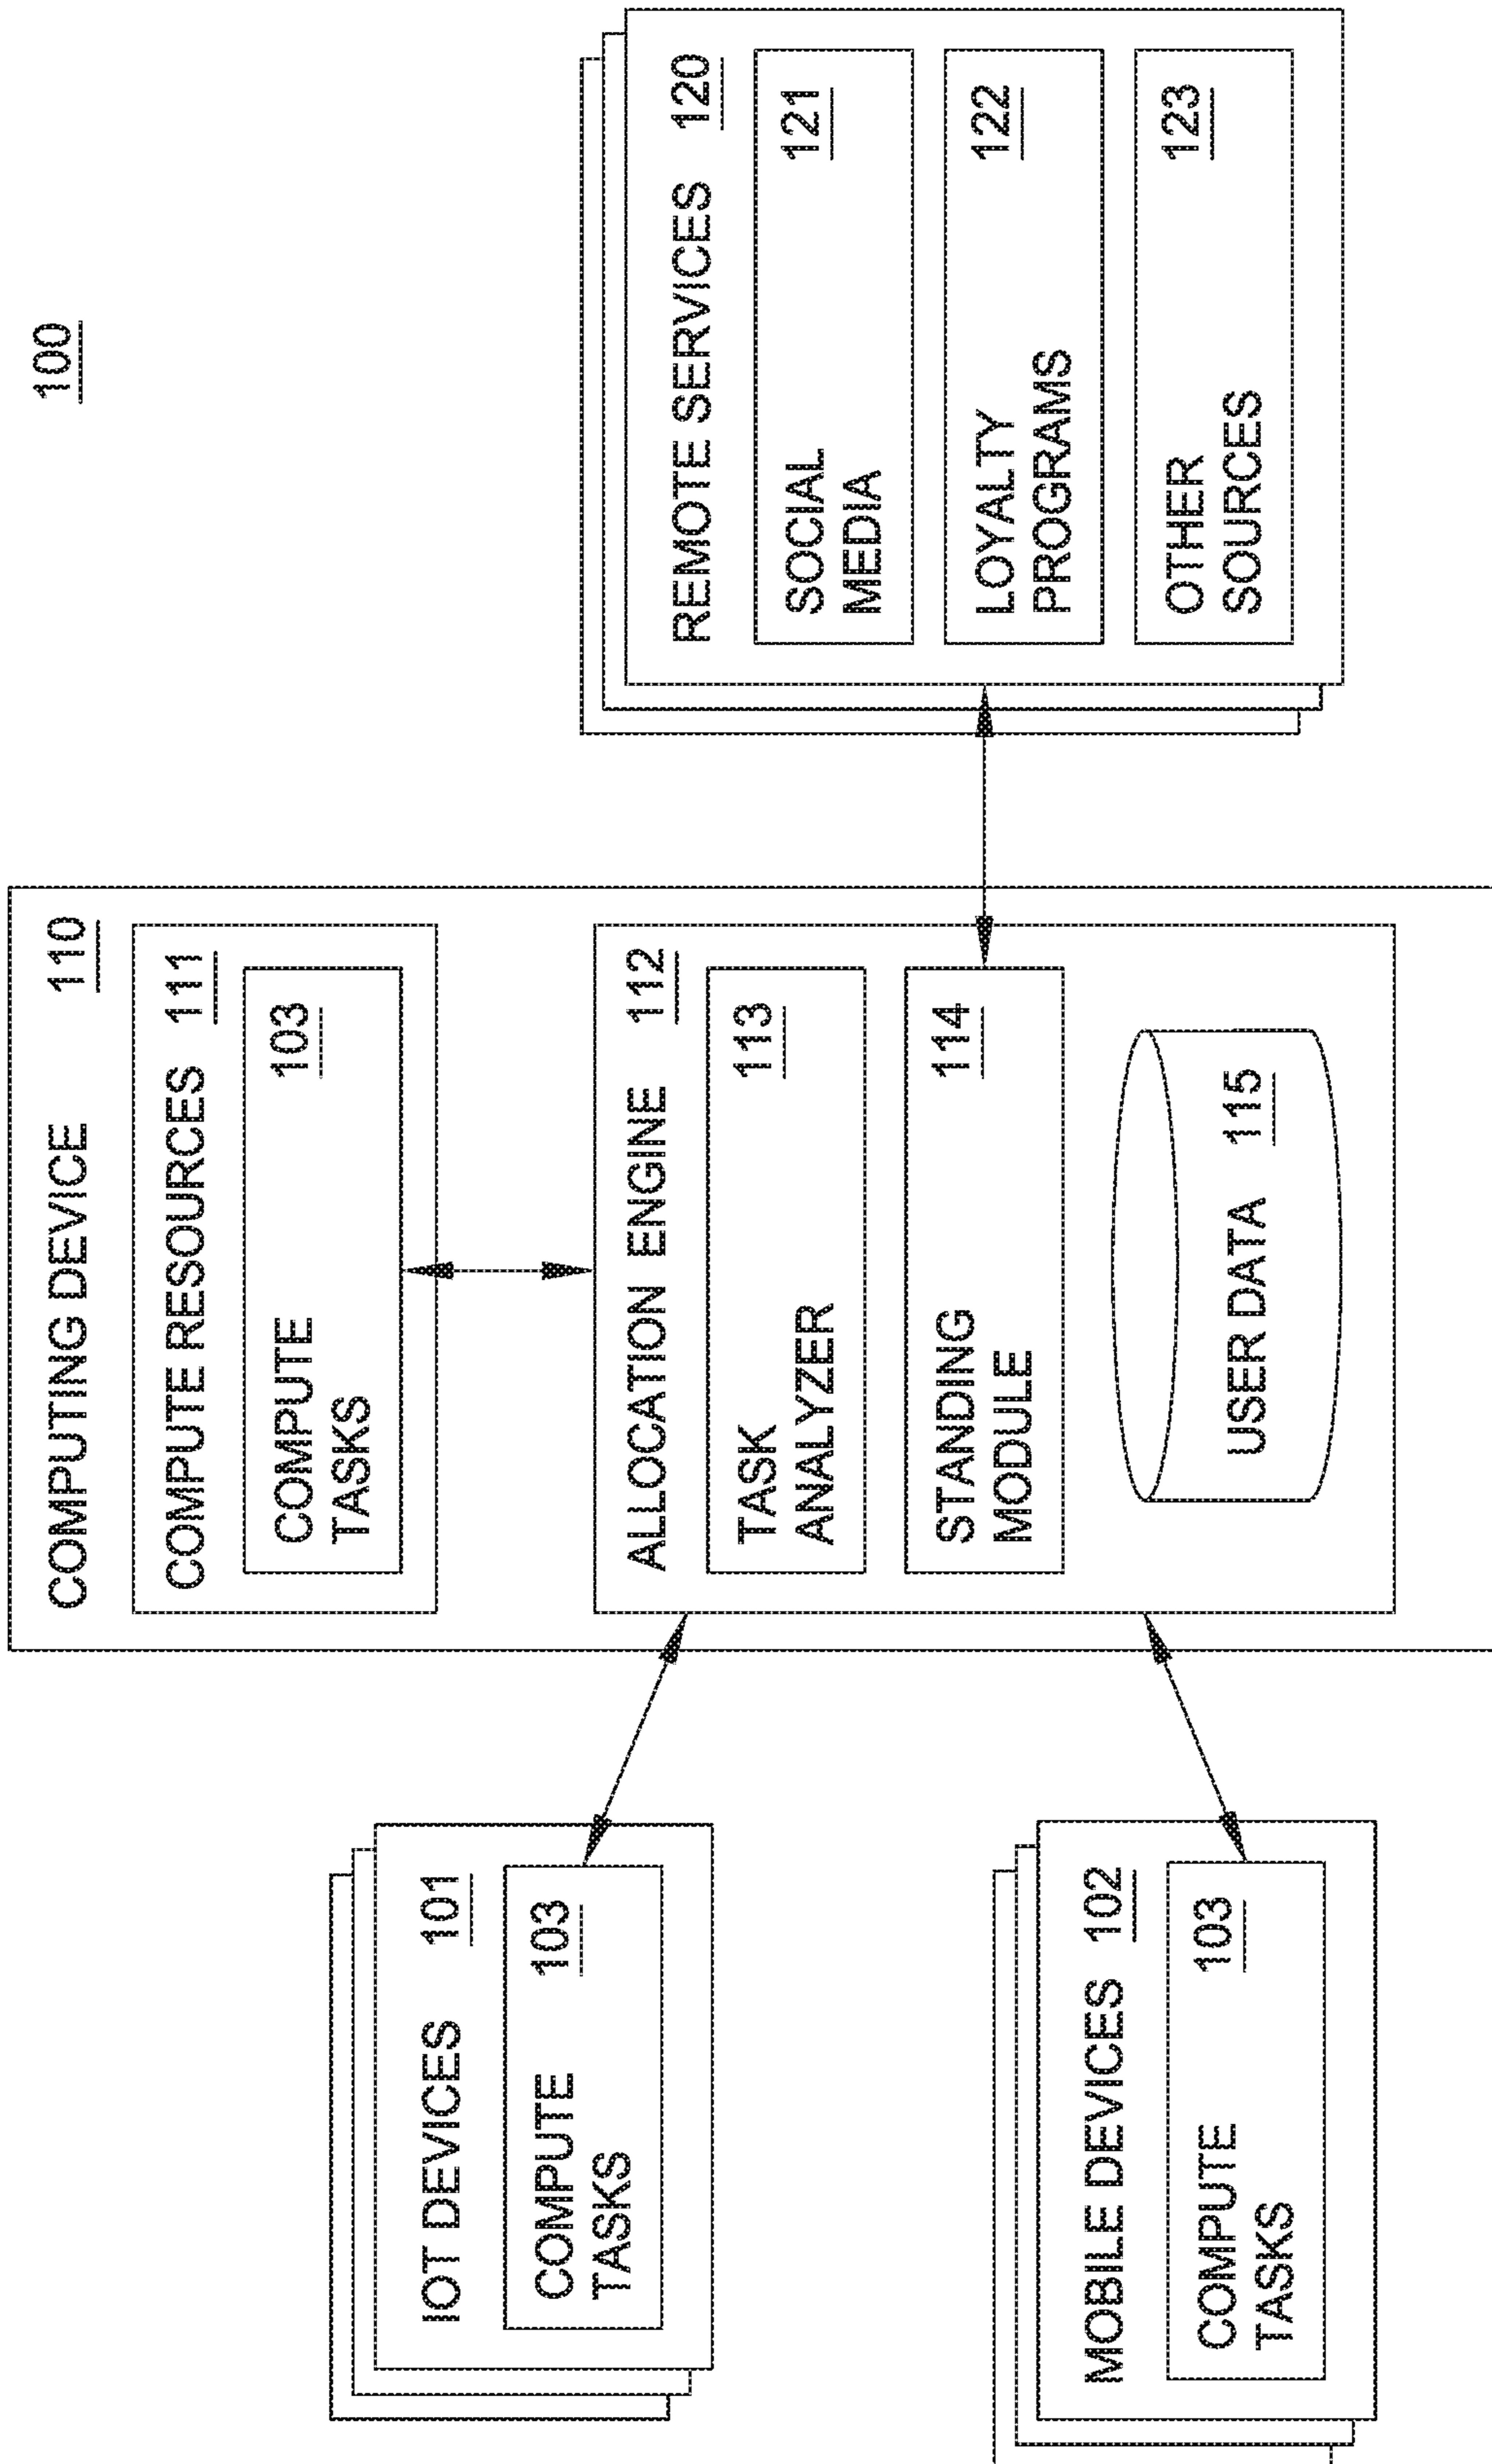 100
COMPUTING DEVICE 110
COMPUTE RESOURCES 111
COMPUTE 103
TASKS
ALLOCATION ENGINE 112
TASK 113
ANALYZER
STANDING 114
MODULE
USER DATA 115
IOT DEVICES 101
COMPUTE 103
TASKS
MOBILE DEVICES 102
COMPUTE 103
TASKS
REMOTE SERVICES 120
SOCIAL 121
MEDIA
LOYALTY 122
PROGRAMS
OTHER 123
SOURCES